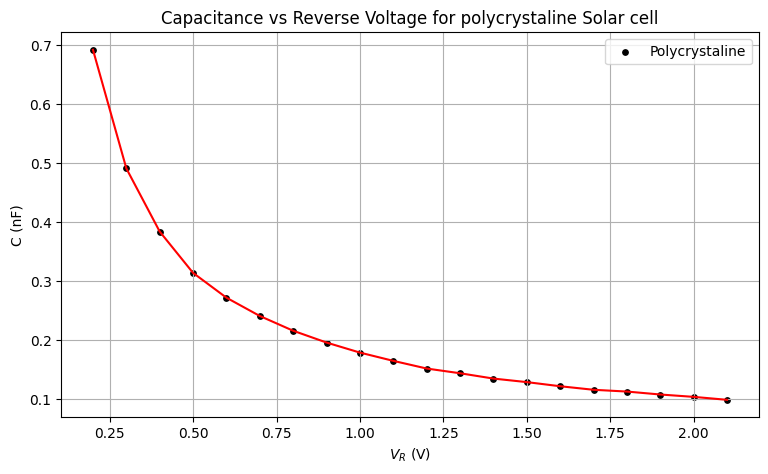 Capacitance vs Reverse Voltage for polycrystaline Solar cell
Polycrystaline
0.7
0.6
0.5
0.4
0.3
0.2
0.1
C (nF)
0.25 0.50 0.75 1.00 1.25 1.50 1.75 2.00
V_R (V)